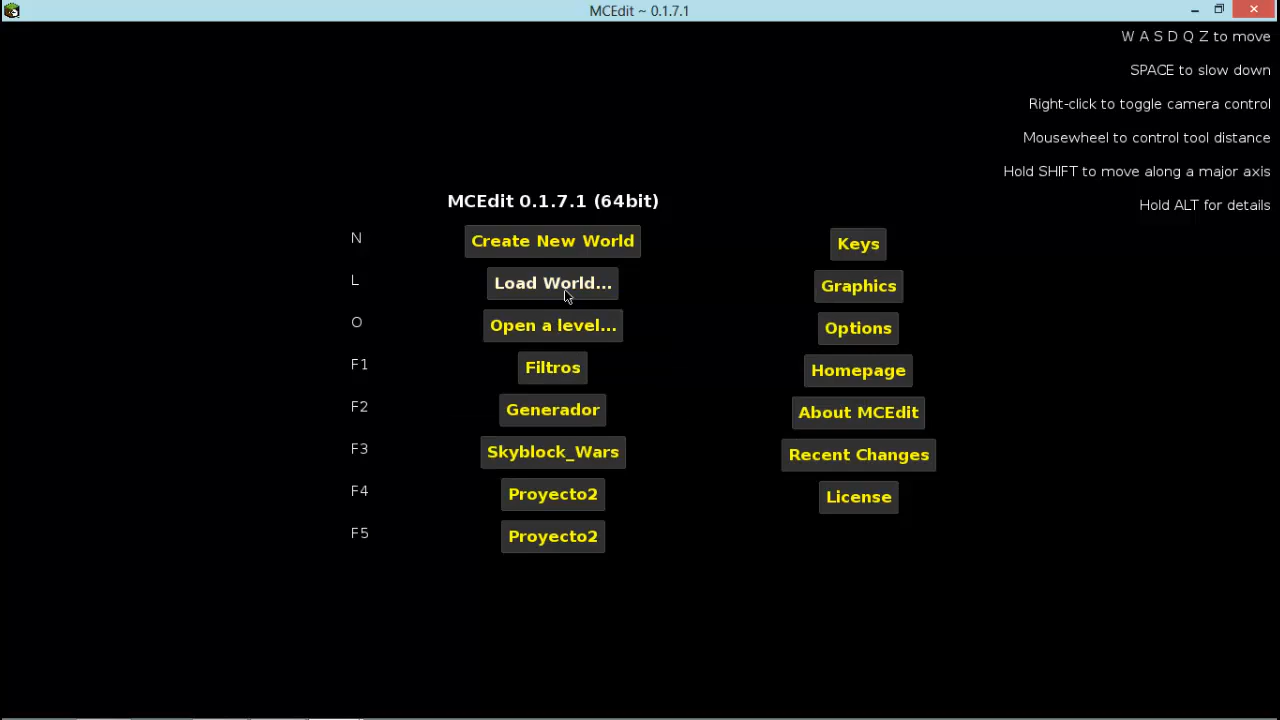 MCEdit ~ 0.1.7.1
W A S D Q Z to move
SPACE to slow down
Right-click to toggle camera control
Mousewheel to control tool distance
Hold SHIFT to move along a major axis
Hold ALT for details
MCEdit 0.1.7.1 (64bit)
N Create New World
L Load World...
O Open a level...
F1 Filtros
F2 Generador
F3 Skyblock_Wars
F4 Proyecto2
F5 Proyecto2
Keys
Graphics
Options
Homepage
About MCEdit
Recent Changes
License